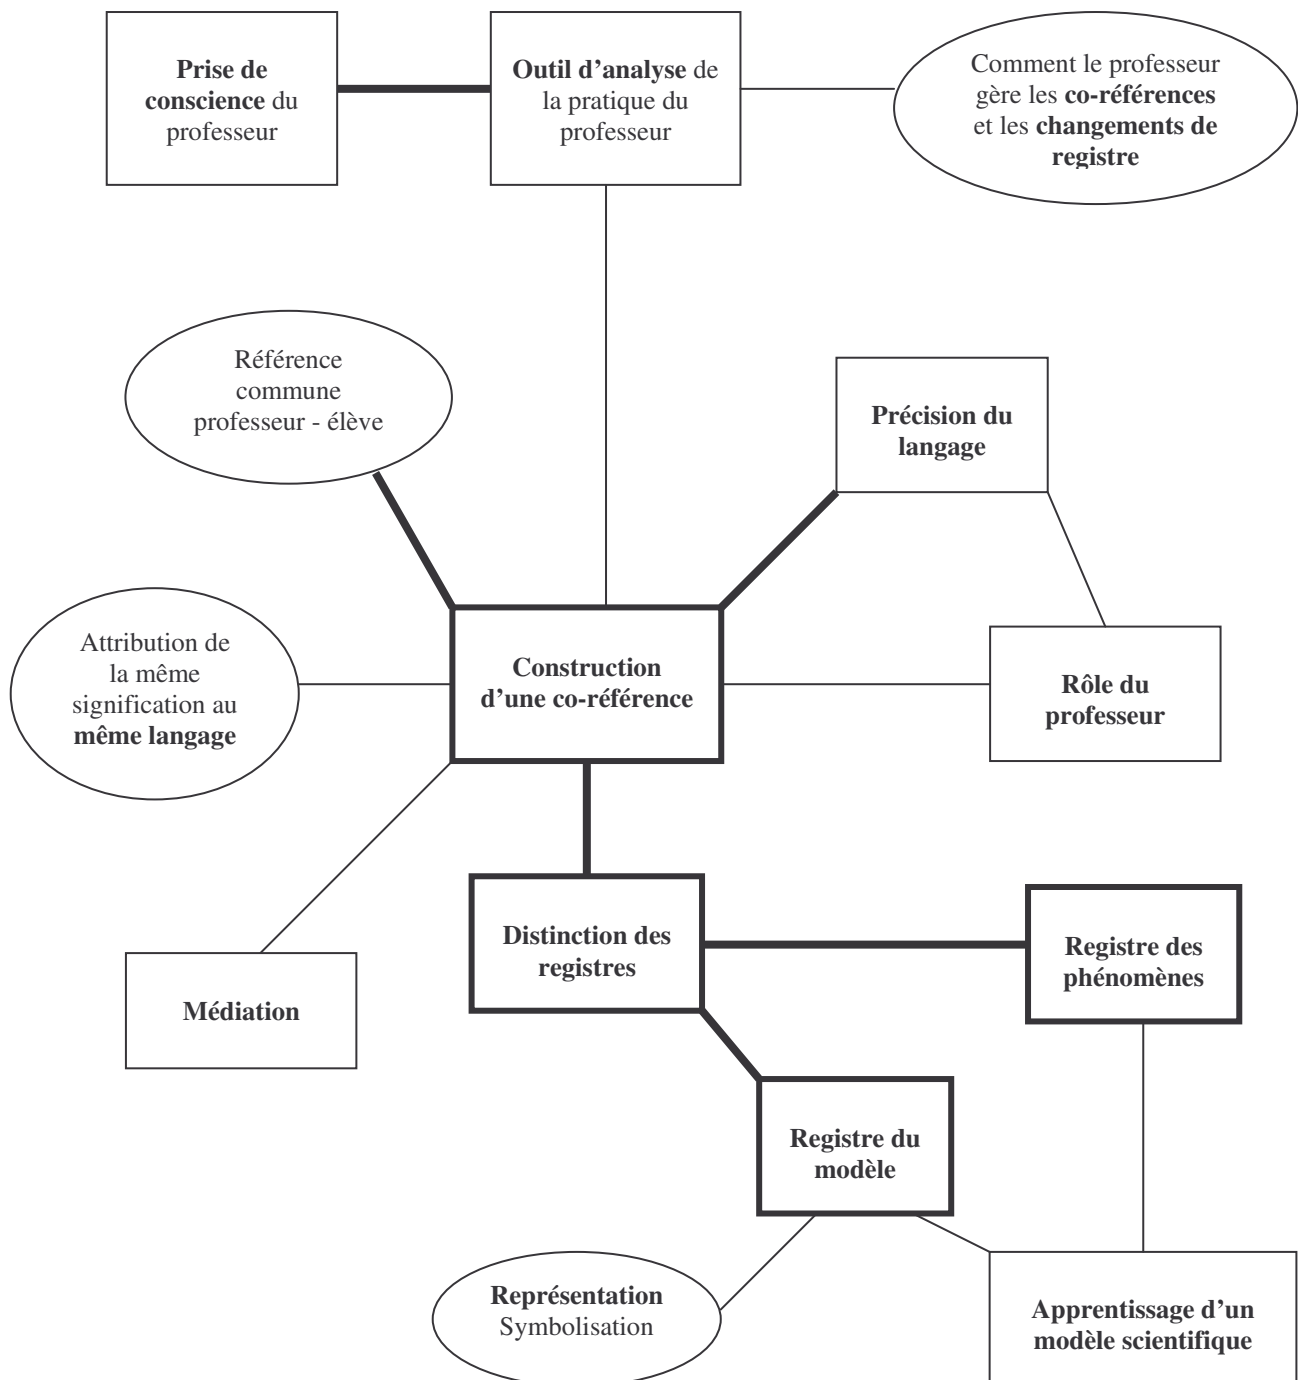 Prise de
conscience du
professeur
Outil d’analyse de
la pratique du
professeur
Comment le professeur
gère les co-références
et les changements de
registre
Référence
commune
professeur - élève
Précision du
langage
Attribution de
la même
signification au
même langage
Construction
d’une co-référence
Rôle du
professeur
Distinction des
registres
Registre des
phénomènes
Médiation
Registre du
modèle
Représentation
Symbolisation
Apprentissage d’un
modèle scientifique